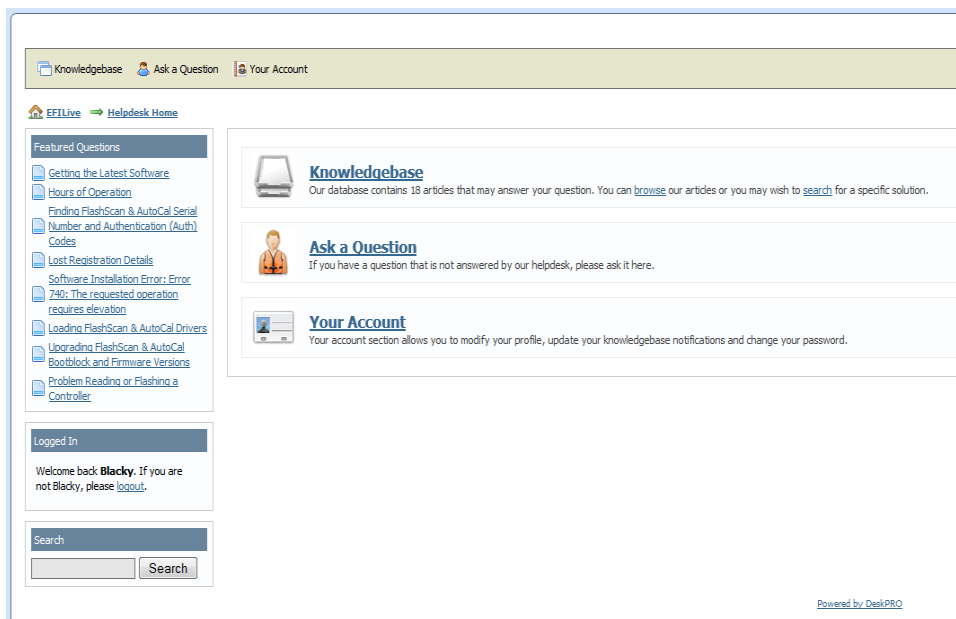 Knowledgebase Ask a Question Your Account
EFILive Helpdesk Home
Featured Questions
Getting the Latest Software
Hours of Operation
Finding FlashScan & AutoCal Serial
Number and Authentication (Auth)
Codes
Lost Registration Details
Software Installation Error: Error
740: The requested operation
requires elevation
Loading FlashScan & AutoCal Drivers
Upgrading FlashScan & AutoCal
Bootblock and Firmware Versions
Problem Reading or Flashing a
Controller
Logged In
Welcome back Blacky. If you are
not Blacky, please logout.
Search
Search
Knowledgebase
Our database contains 18 articles that may answer your question. You can browse our articles or you may wish to search for a specific solution.
Ask a Question
If you have a question that is not answered by our helpdesk, please ask it here.
Your Account
Your account section allows you to modify your profile, update your knowledgebase notifications and change your password.
Powered by DeskPRO